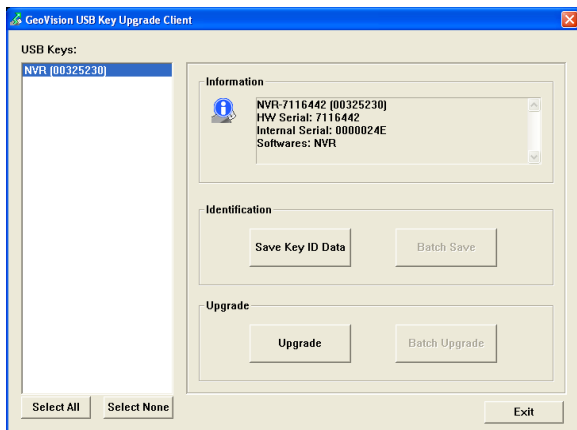 GeoVision USB Key Upgrade Client
USB Keys:
NVR (00325230)
Information
NVR-7116442 (00325230)
HW Serial: 7116442
Internal Serial: 0000024E
Softwares: NVR
Identification
Save Key ID Data
Batch Save
Upgrade
Upgrade
Batch Upgrade
Select All
Select None
Exit